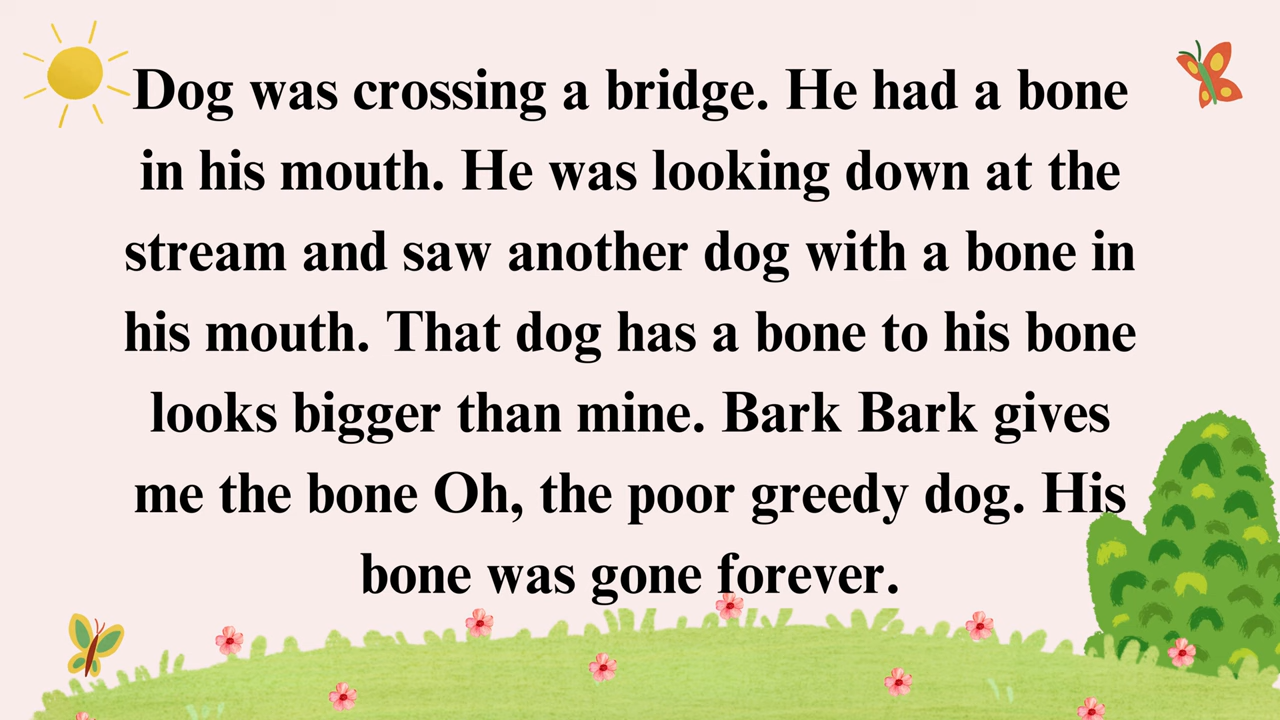 Dog was crossing a bridge. He had a bone
in his mouth. He was looking down at the
stream and saw another dog with a bone in
his mouth. That dog has a bone to his bone
looks bigger than mine. Bark Bark gives
me the bone Oh, the poor greedy dog. His
bone was gone forever.